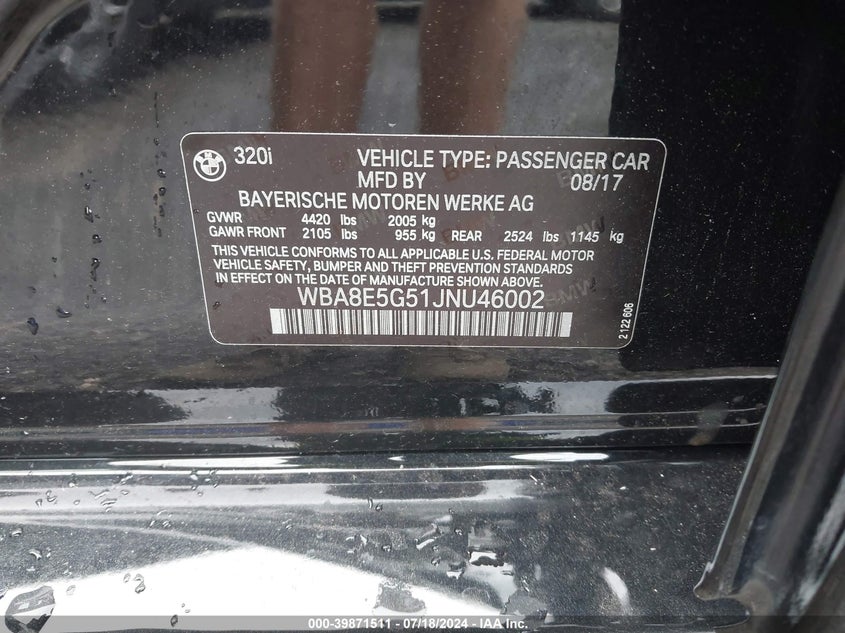 320i VEHICLE TYPE: PASSENGER CAR
MFD BY 08/17
BAYERISCHE MOTOREN WERKE AG
GVWR 4420 lbs 2005 kg
GAWR FRONT 2105 lbs 955 kg REAR 2524 lbs 1145 kg
THIS VEHICLE CONFORMS TO ALL APPLICABLE U.S. FEDERAL MOTOR
VEHICLE SAFETY, BUMPER AND THEFT PREVENTION STANDARDS
IN EFFECT ON THE DATE OF MANUFACTURE SHOWN ABOVE.
WBA8E5G51JNU46002
2 122 606
000-39871511 — 07/18/2024 — IAA Inc.